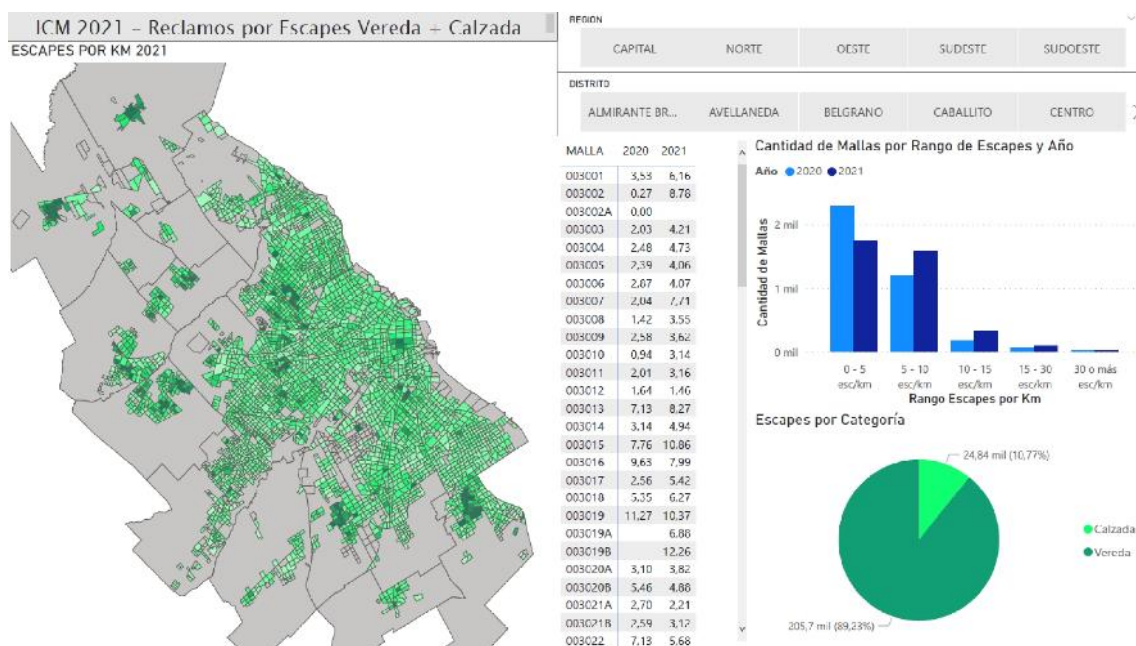 ICM 2021 – Reclamos por Escapes Vereda + Calzada
ESCAPES POR KM 2021
REGION
CAPITAL NORTE OESTE SUDESTE SUDOESTE
DISTRITO
ALMIRANTE BR... AVELLANEDA BELGRANO CABALLITO CENTRO
MALLA 2020 2021
003001 3,53 6,16
003002 0,27 8,78
003002A 0,00
003003 2,03 4,21
003004 2,48 4,73
003005 2,39 4,06
003006 2,87 4,07
003007 2,04 7,71
003008 1,42 3,55
003009 2,58 3,62
003010 0,94 3,14
003011 2,01 3,16
003012 1,64 1,46
003013 7,13 8,27
003014 3,14 4,94
003015 7,76 10,86
003016 9,63 7,99
003017 2,56 5,42
003018 5,35 6,27
003019 11,27 10,37
003019A 6,88
003019B 12,26
003020A 3,10 3,82
003020B 5,46 4,88
003021A 2,70 2,21
003021B 2,59 3,12
003022 7,13 5,68
Cantidad de Mallas por Rango de Escapes y Año
Año 2020 2021
Cantidad de Mallas
2 mil
1 mil
0 mil
0 - 5 5 - 10 10 - 15 15 - 30 30 o más
esc/km esc/km esc/km esc/km esc/km
Rango Escapes por Km
Escapes por Categoría
24,84 mil (10,77%)
Calzada
Vereda
205,7 mil (89,23%)